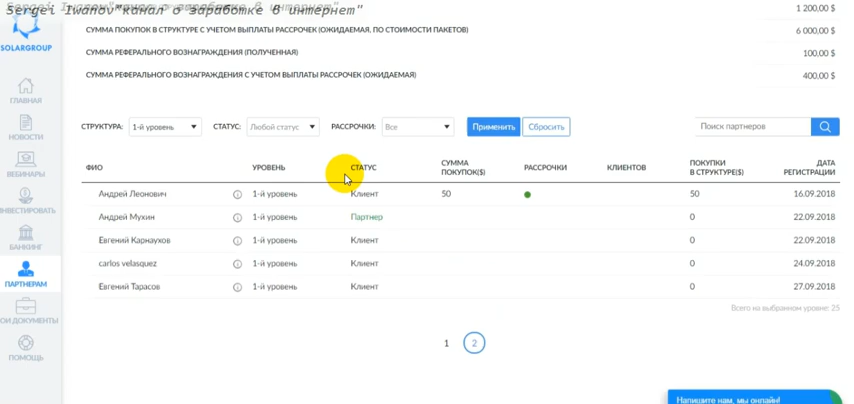 Sergei Iwanov"канал о заработке в интернет"
SOLARGROUP
ГЛАВНАЯ
НОВОСТИ
ВЕБИНАРЫ
ИНВЕСТИРОВАТЬ
БАНКИНГ
ПАРТНЕРАМ
ОИ ДОКУМЕНТЫ
ПОМОЩЬ
1 200,00 $
СУММА ПОКУПОК В СТРУКТУРЕ С УЧЕТОМ ВЫПЛАТЫ РАССРОЧЕК (ОЖИДАЕМАЯ, ПО СТОИМОСТИ ПАКЕТОВ) 6 000,00 $
СУММА РЕФЕРАЛЬНОГО ВОЗНАГРАЖДЕНИЯ (ПОЛУЧЕННАЯ) 100,00 $
СУММА РЕФЕРАЛЬНОГО ВОЗНАГРАЖДЕНИЯ С УЧЕТОМ ВЫПЛАТЫ РАССРОЧЕК (ОЖИДАЕМАЯ) 400,00 $
СТРУКТУРА: 1-й уровень СТАТУС: Любой статус РАССРОЧКИ: Все Применить Сбросить Поиск партнеров
ФИО УРОВЕНЬ СТАТУС СУММА ПОКУПОК($) РАССРОЧКИ КЛИЕНТОВ ПОКУПКИ В СТРУКТУРЕ($) ДАТА РЕГИСТРАЦИИ
Андрей Леонович 1-й уровень Клиент 50 50 16.09.2018
Андрей Мухин 1-й уровень Партнер 0 22.09.2018
Евгений Карнаухов 1-й уровень Клиент 0 22.09.2018
carlos velasquez 1-й уровень Клиент 0 24.09.2018
Евгений Тарасов 1-й уровень Клиент 0 27.09.2018
Всего на выбранном уровне: 25
1 2
Напишите нам, мы онлайн!